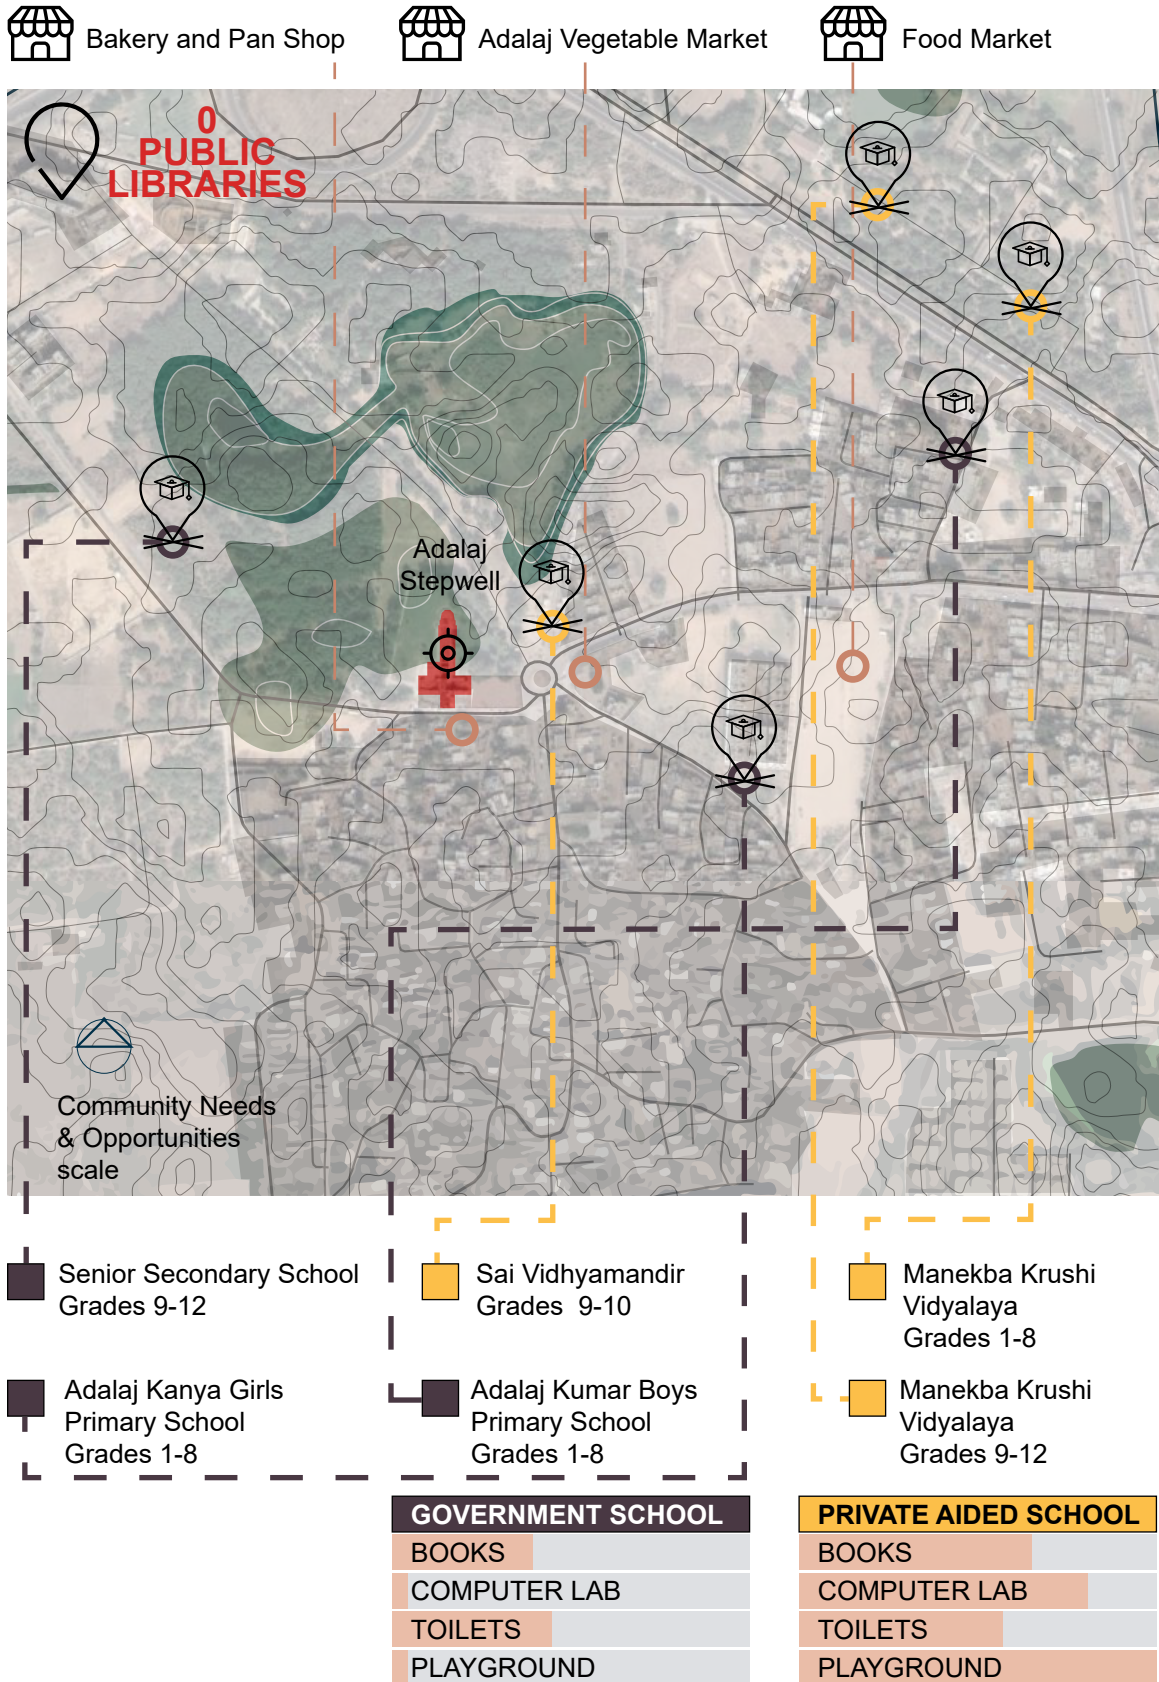 Bakery and Pan Shop
Adalaj Vegetable Market
Food Market
0
PUBLIC
LIBRARIES
Adalaj
Stepwell
Community Needs
& Opportunities
scale
Senior Secondary School
Grades 9-12
Sai Vidhyamandir
Grades 9-10
Manekba Krushi
Vidyalaya
Grades 1-8
Adalaj Kanya Girls
Primary School
Grades 1-8
Adalaj Kumar Boys
Primary School
Grades 1-8
Manekba Krushi
Vidyalaya
Grades 9-12
GOVERNMENT SCHOOL
BOOKS
COMPUTER LAB
TOILETS
PLAYGROUND
PRIVATE AIDED SCHOOL
BOOKS
COMPUTER LAB
TOILETS
PLAYGROUND